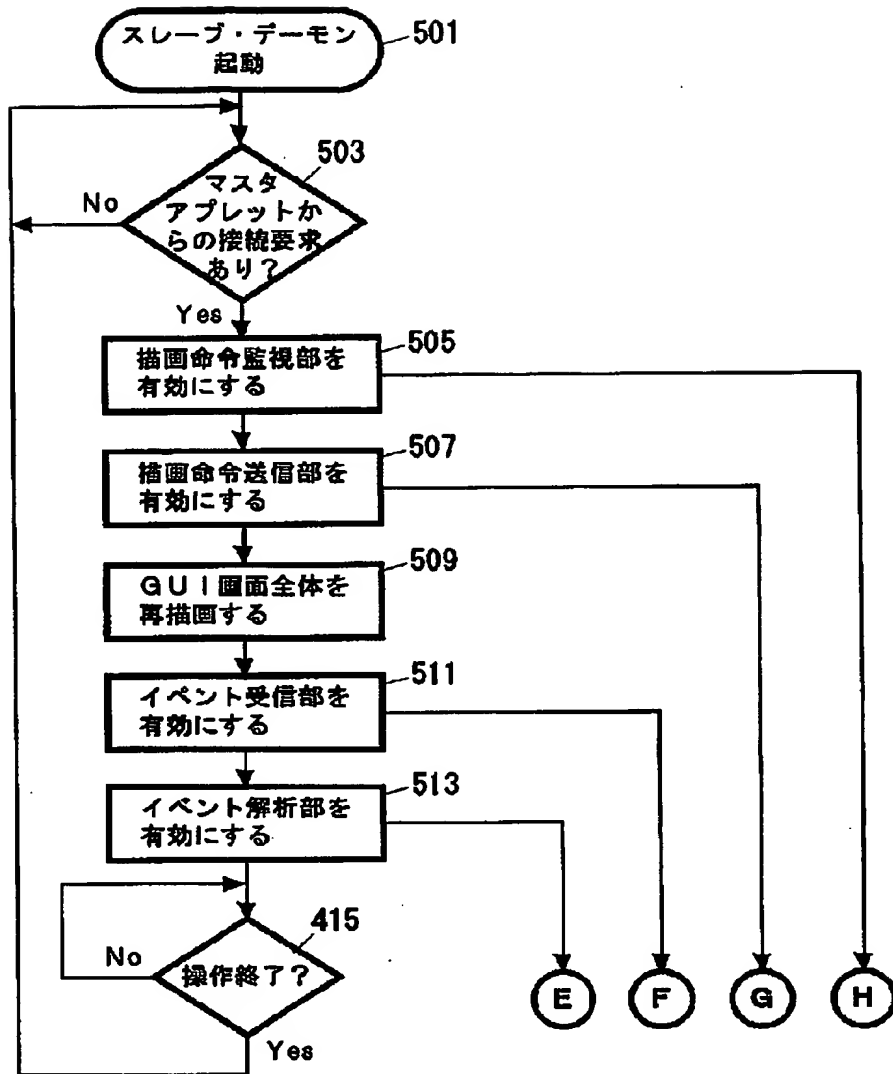 スレーブ・デーモン
起動
501
503
マスタ
アプレットか
らの接続要求
あり？
No
Yes
505
描画命令監視部を
有効にする
507
描画命令送信部を
有効にする
509
GUI画面全体を
再描画する
511
イベント受信部を
有効にする
513
イベント解析部を
有効にする
415
操作終了？
No
Yes
E
F
G
H